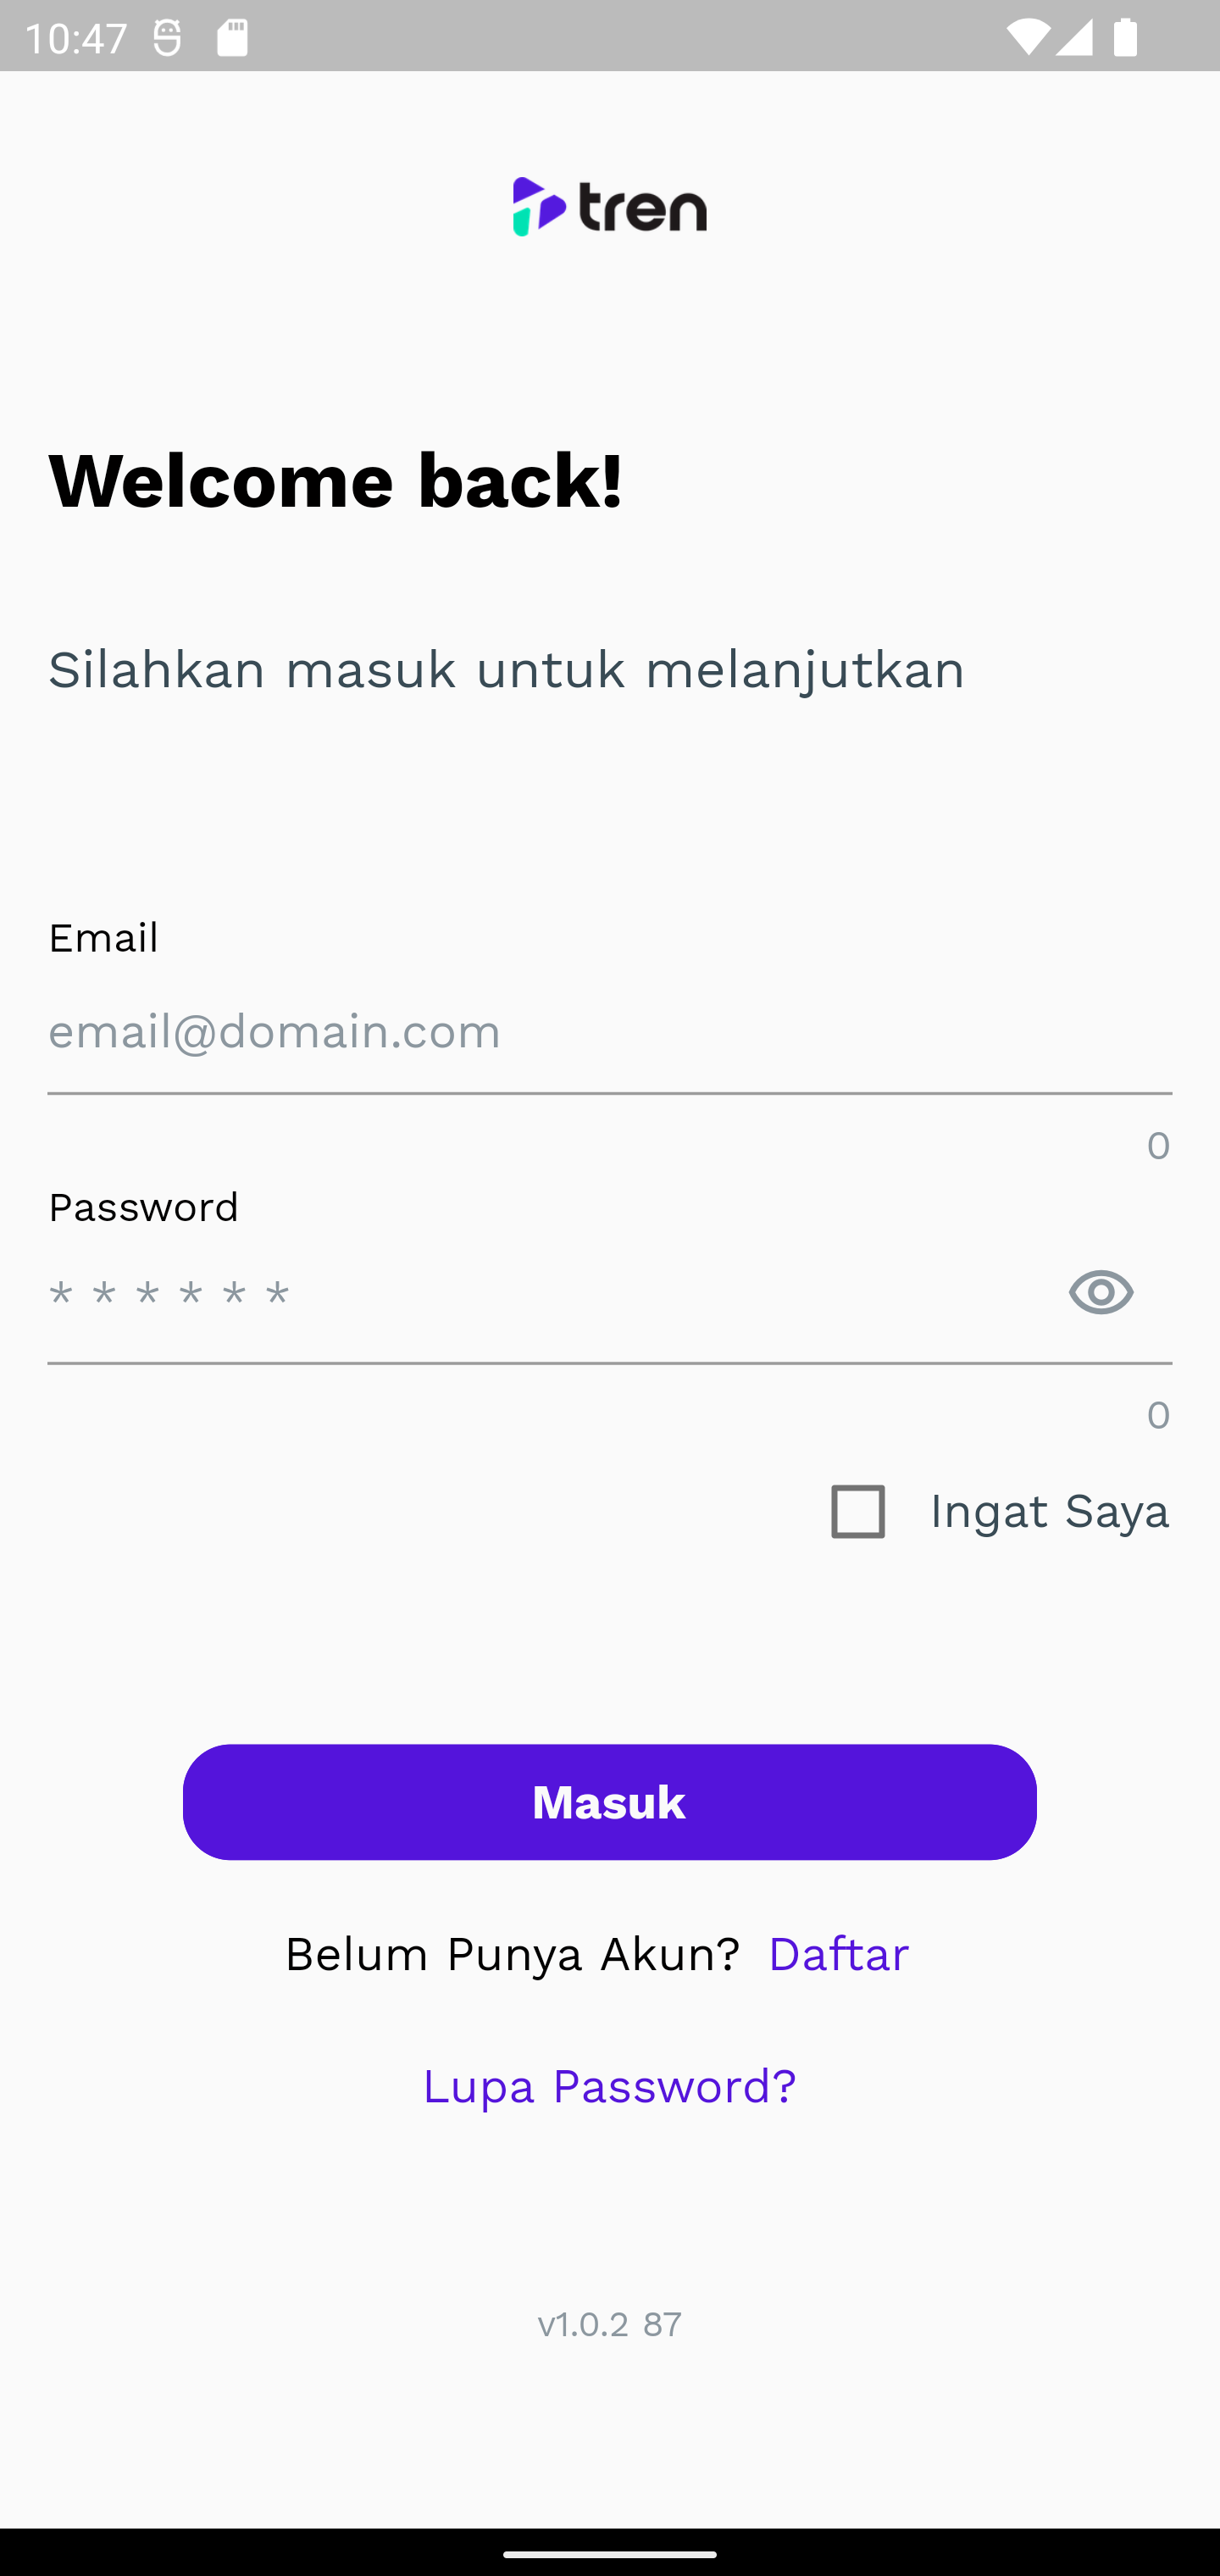 10:47
tren
Welcome back!
Silahkan masuk untuk melanjutkan
Email
email@domain.com
0
Password
* * * * * *
0
Ingat Saya
Masuk
Belum Punya Akun? Daftar
Lupa Password?
v1.0.2 87